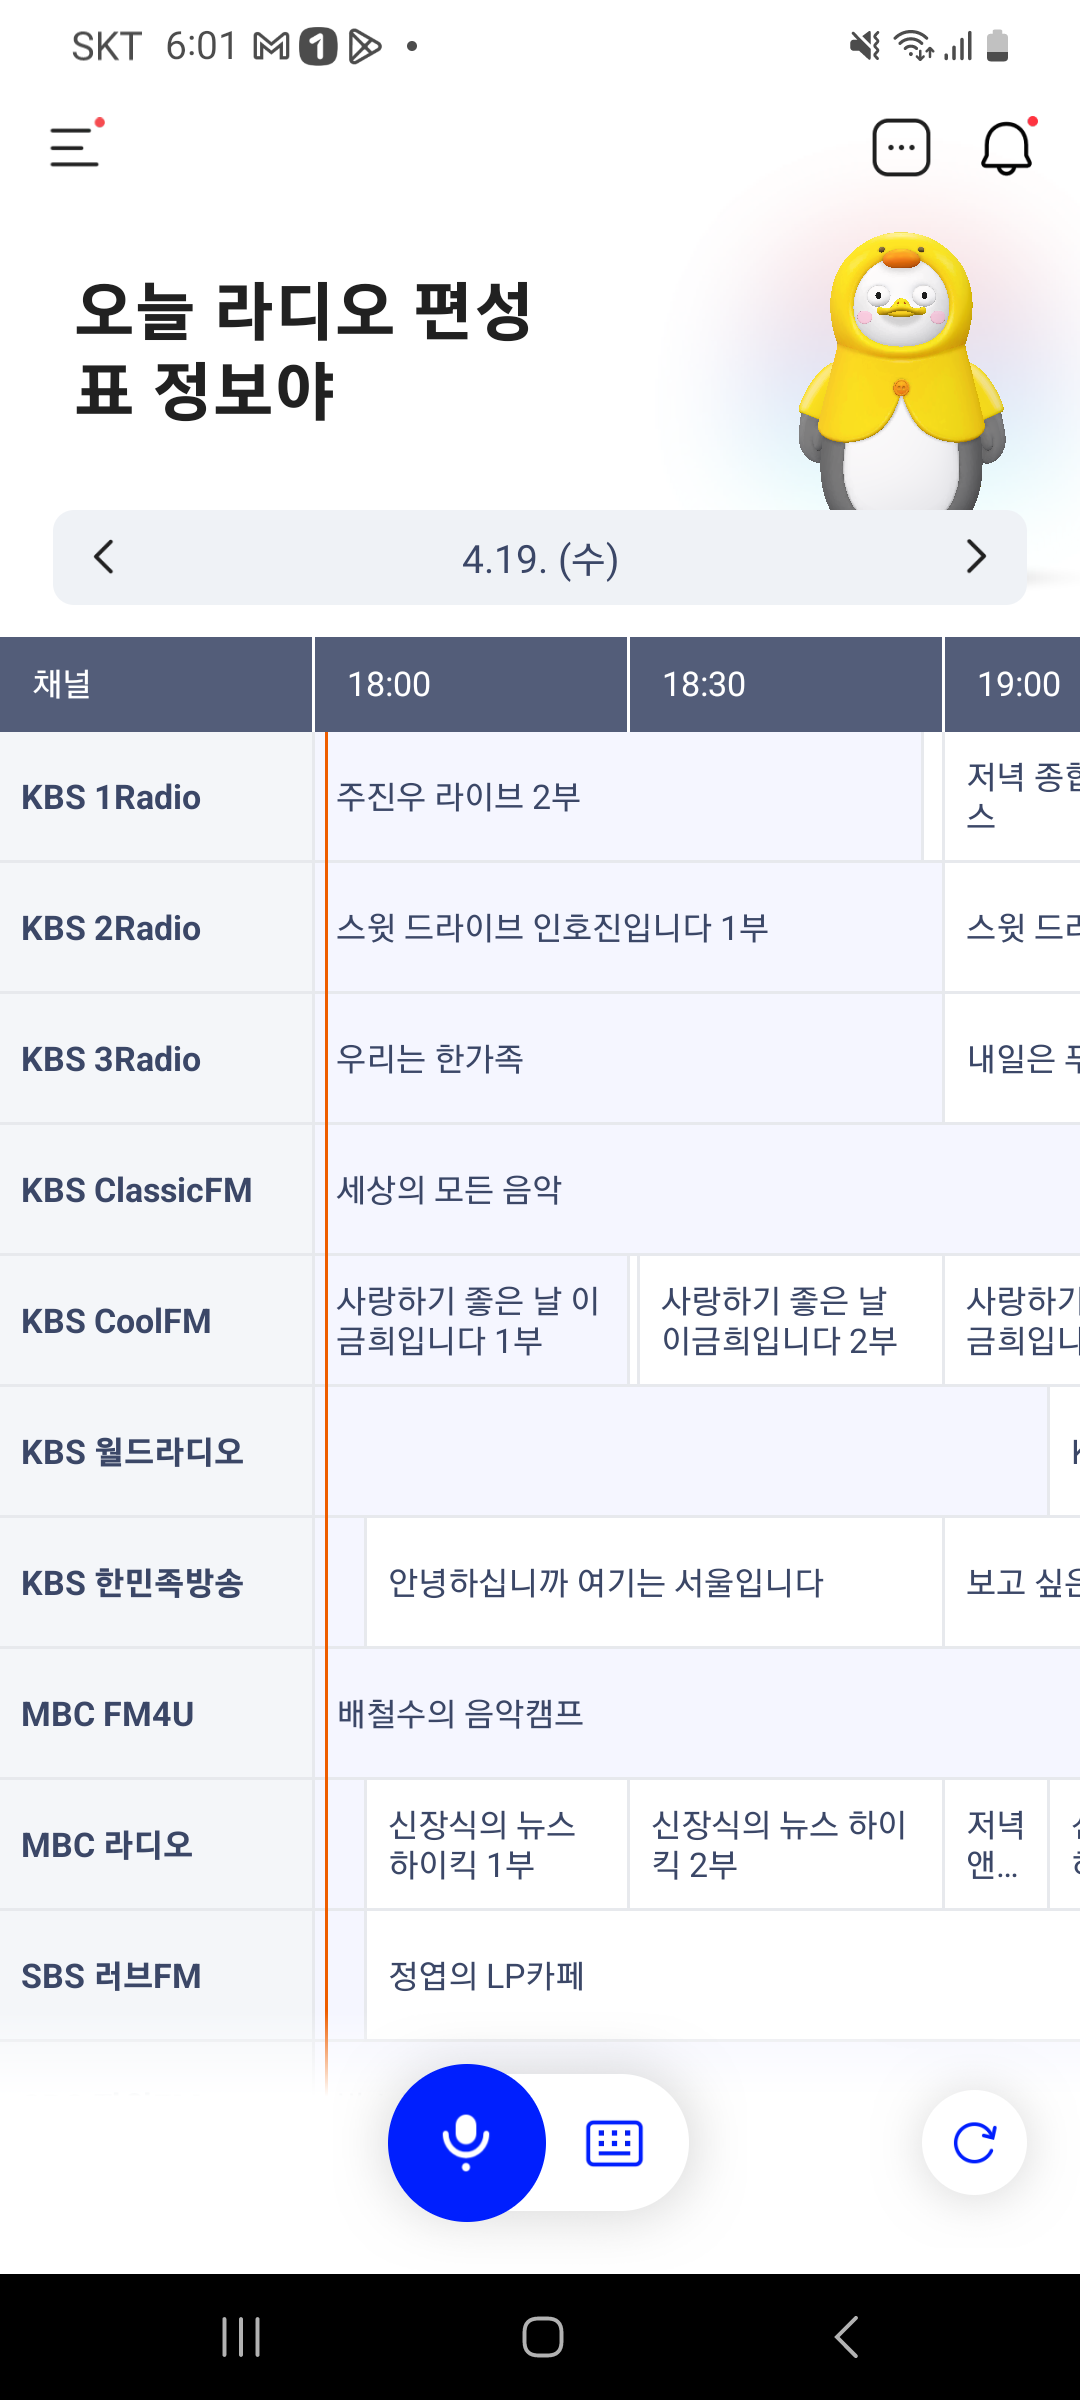 SKT 6:01
오늘 라디오 편성
표 정보야
4.19. (수)
채널 18:00 18:30 19:00
KBS 1Radio 주진우 라이브 2부 저녁
스
KBS 2Radio 스윗 드라이브 인호진입니다 1부 스윗
KBS 3Radio 우리는 한가족 내일은
KBS ClassicFM 세상의 모든 음악
KBS CoolFM 사랑하기 좋은 날 이 사랑하기 좋은 날 사랑하기
금희입니다 1부 이금희입니다 2부 금희입니
KBS 월드라디오
KBS 한민족방송 안녕하십니까 여기는 서울입니다 보고 싶은
MBC FM4U 배철수의 음악캠프
MBC 라디오 신장식의 뉴스 신장식의 뉴스 하이 저녁
하이킥 1부 킥 2부 앤...
SBS 러브FM 정엽의 LP카페